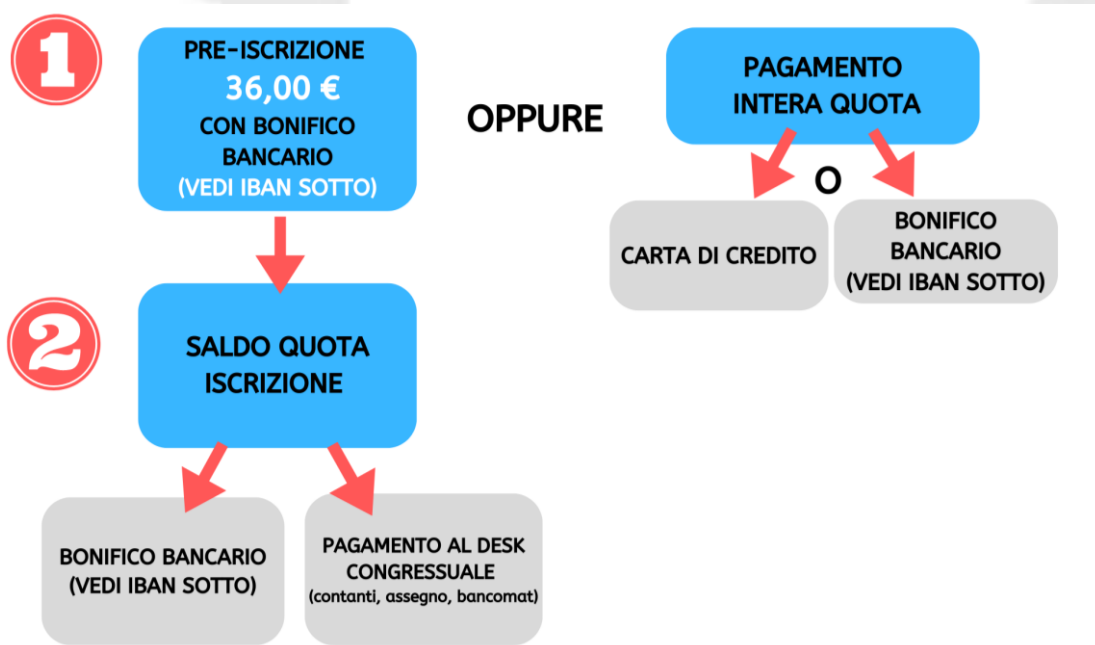 1
PRE-ISCRIZIONE
36,00 €
CON BONIFICO
BANCARIO
(VEDI IBAN SOTTO)
OPPURE
PAGAMENTO
INTERA QUOTA
O
CARTA DI CREDITO
BONIFICO
BANCARIO
(VEDI IBAN SOTTO)
2
SALDO QUOTA
ISCRIZIONE
BONIFICO BANCARIO
(VEDI IBAN SOTTO)
PAGAMENTO AL DESK
CONGRESSUALE
(contanti, assegno, bancomat)